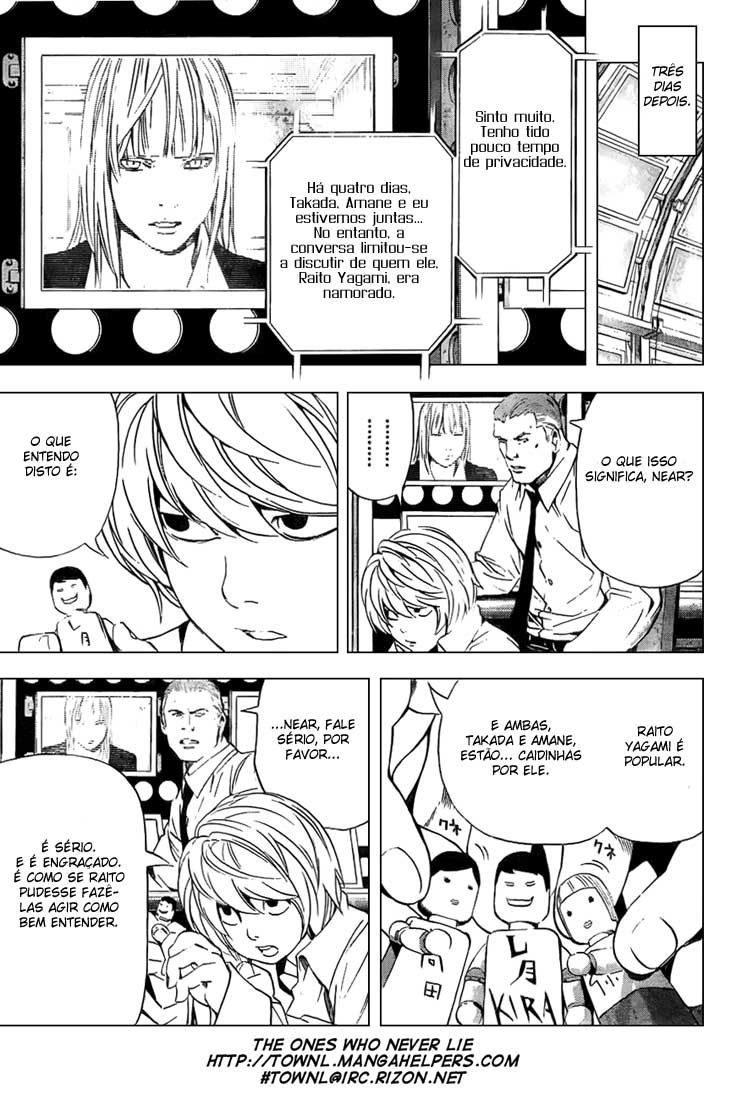 TRÊS
DIAS
DEPOIS.
Sinto muito.
Tenho tido
pouco tempo
de privacidade.
Há quatro dias,
Takada, Amane e eu
estivemos juntas...
No entanto, a
conversa limitou-se
a discutir de quem ele,
Raito Yagami, era
namorado.
O QUE ISSO
SIGNIFICA, NEAR?
O QUE
ENTENDO
DISTO É:
L
月
RAITO
YAGAMI É
POPULAR.
E AMBAS,
TAKADA E AMANE,
ESTÃO... CAIDINHAS
POR ELE.
L
月
KIRA
田
...NEAR, FALE
SÉRIO, POR
FAVOR...
É SÉRIO.
E É ENGRAÇADO.
É COMO SE RAITO
PUDESSE FAZÊ-
LAS AGIR COMO
BEM ENTENDER.
THE ONES WHO NEVER LIE
HTTP://TOWNL.MANGAHELPERS.COM
#TOWNL@IRC.RIZON.NET